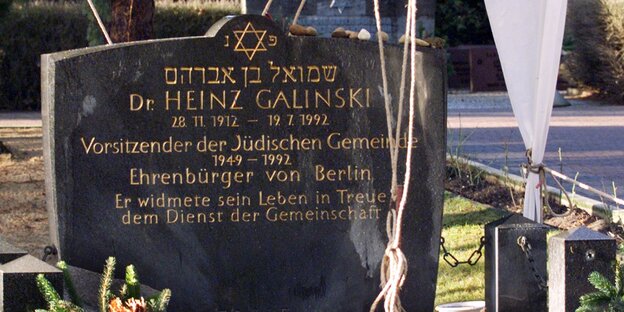 פ נ
שמואל בן אברהם
Dr. HEINZ GALINSKI
28. 11. 1912 – 19. 7. 1992
Vorsitzender der Jüdischen Gemeinde
1949 – 1992
Ehrenbürger von Berlin
Er widmete sein Leben in Treue
dem Dienst der Gemeinschaft